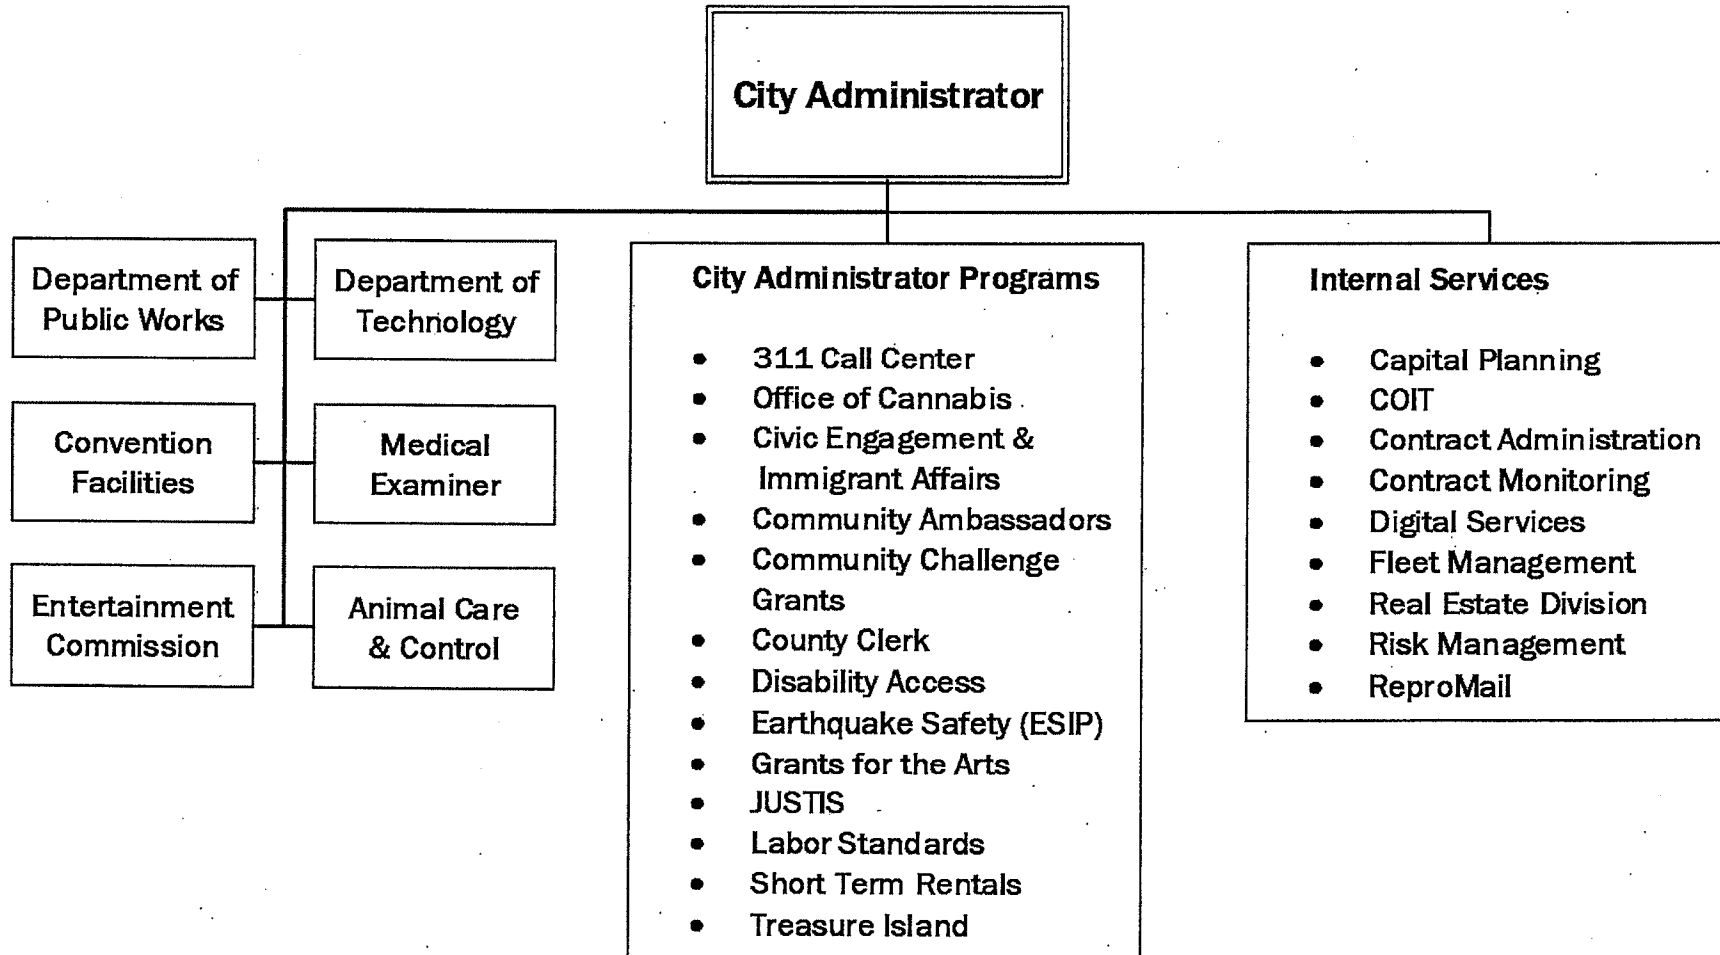 City Administrator
Department of
Public Works
Department of
Technology
Convention
Facilities
Medical
Examiner
Entertainment
Commission
Animal Care
& Control
City Administrator Programs
• 311 Call Center
• Office of Cannabis
• Civic Engagement &
Immigrant Affairs
• Community Ambassadors
• Community Challenge
Grants
• County Clerk
• Disability Access
• Earthquake Safety (ESIP)
• Grants for the Arts
• JUSTIS
• Labor Standards
• Short Term Rentals
• Treasure Island
Internal Services
• Capital Planning
• COIT
• Contract Administration
• Contract Monitoring
• Digital Services
• Fleet Management
• Real Estate Division
• Risk Management
• ReproMail